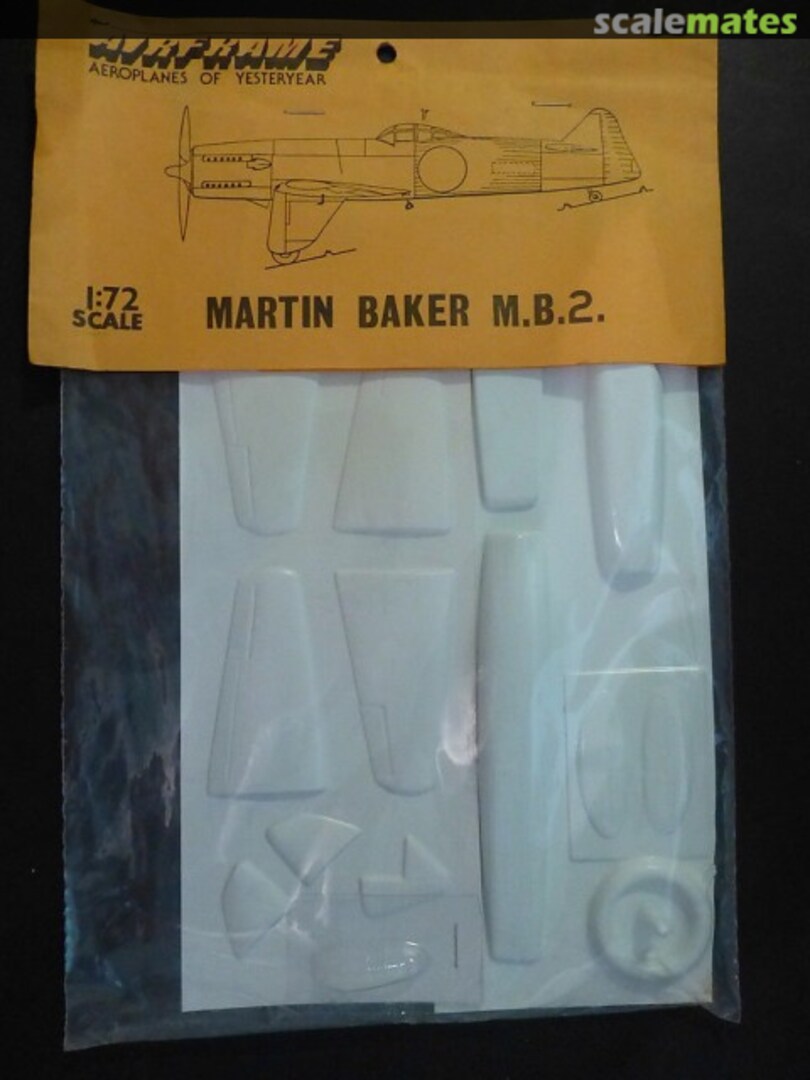 scalemates
AIRFRAME
AEROPLANES OF YESTERYEAR
1:72
SCALE
MARTIN BAKER M.B.2.